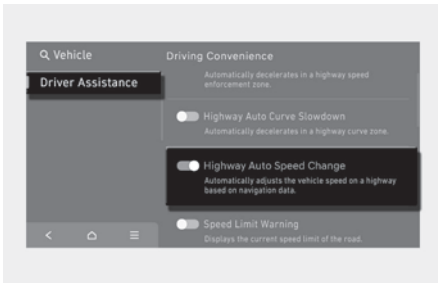 Vehicle
Driving Convenience
Driver Assistance
Automatically decelerates in a highway speed
enforcement zone.
Highway Auto Curve Slowdown
Automatically decelerates in a highway curve zone.
Highway Auto Speed Change
Automatically adjusts the vehicle speed on a highway
based on navigation data.
Speed Limit Warning
Displays the current speed limit of the road.